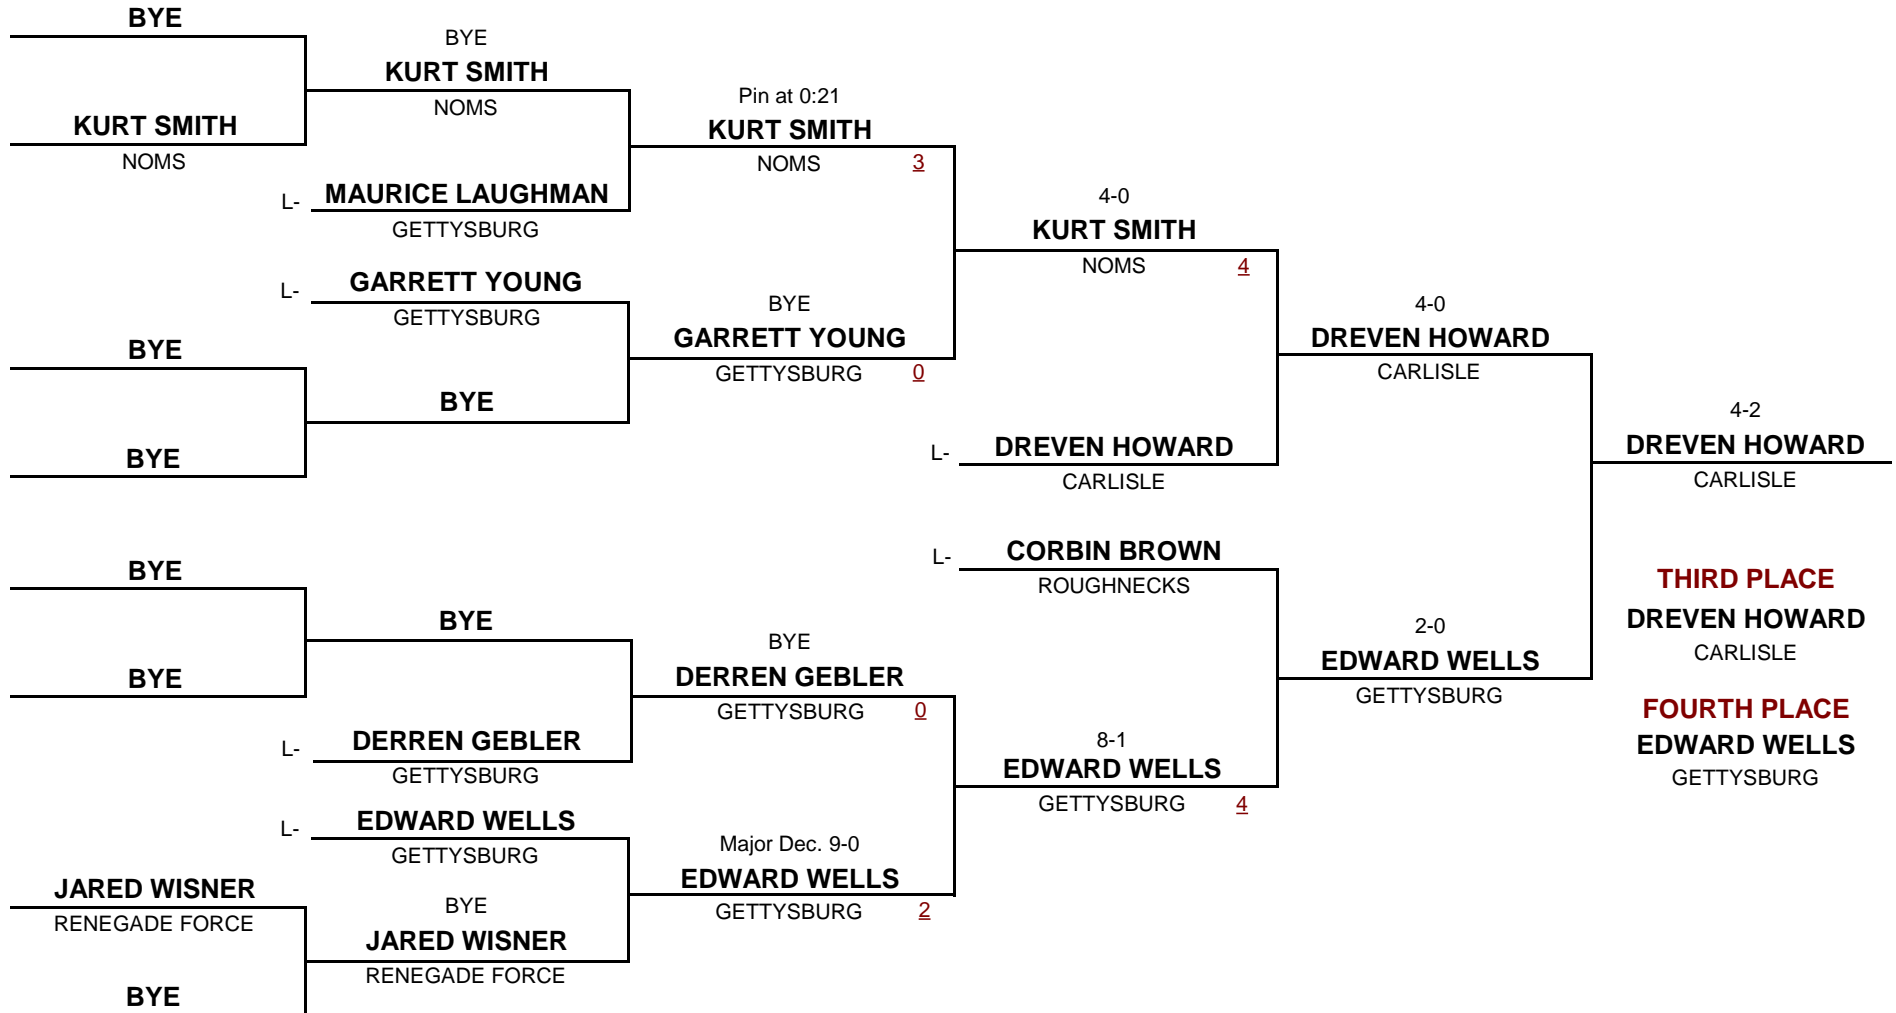 BYE
KURT SMITH
NOMS
BYE
BYE
BYE
BYE
JARED WISNER
RENEGADE FORCE
BYE
BYE
KURT SMITH
NOMS
L- MAURICE LAUGHMAN
GETTYSBURG
L- GARRETT YOUNG
GETTYSBURG
BYE
BYE
L- DERREN GEBLER
GETTYSBURG
L- EDWARD WELLS
GETTYSBURG
BYE
JARED WISNER
RENEGADE FORCE
Pin at 0:21
KURT SMITH
NOMS 3
BYE
GARRETT YOUNG
GETTYSBURG 0
BYE
DERREN GEBLER
GETTYSBURG 0
Major Dec. 9-0
EDWARD WELLS
GETTYSBURG 2
4-0
KURT SMITH
NOMS 4
L- DREVEN HOWARD
CARLISLE
L- CORBIN BROWN
ROUGHNECKS
8-1
EDWARD WELLS
GETTYSBURG 4
4-0
DREVEN HOWARD
CARLISLE
2-0
EDWARD WELLS
GETTYSBURG
4-2
DREVEN HOWARD
CARLISLE
THIRD PLACE
DREVEN HOWARD
CARLISLE
FOURTH PLACE
EDWARD WELLS
GETTYSBURG